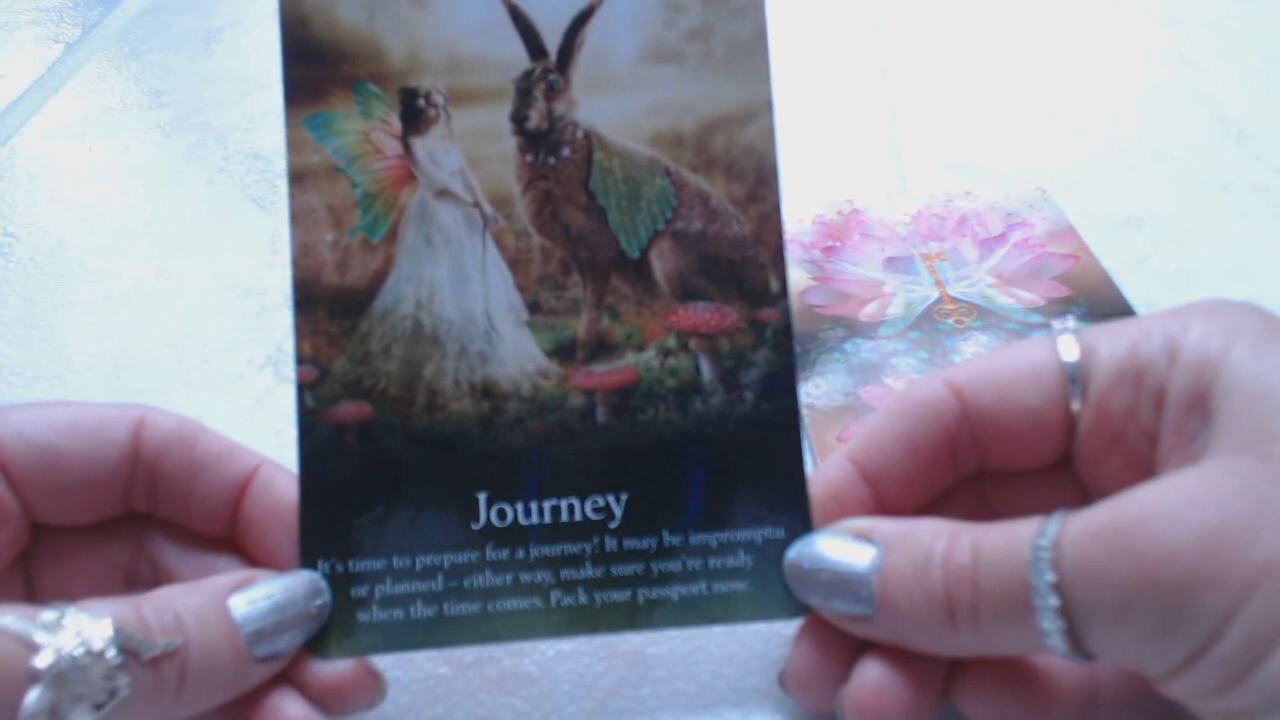 Journey
It's time to prepare for a journey! It may be impromptu
or planned – either way, make sure you're ready
when the time comes. Pack your passport now.